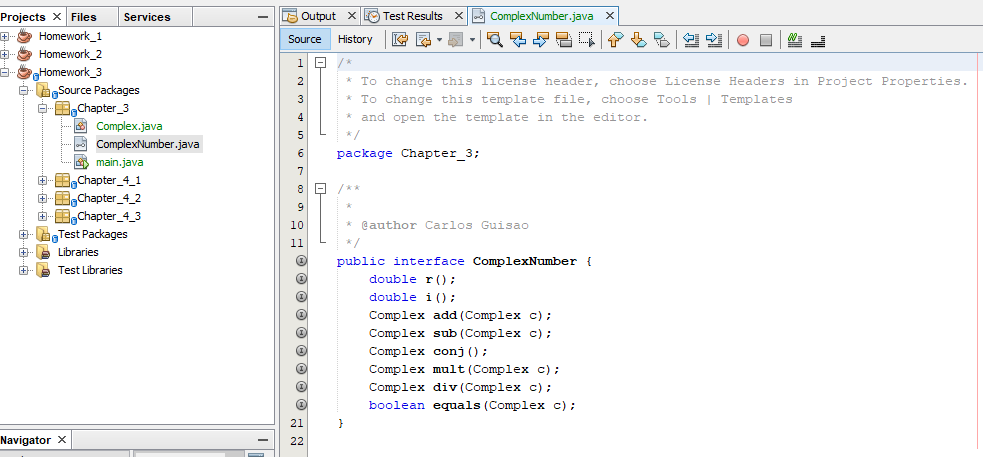 Projects Files Services
Homework_1
Homework_2
Homework_3
Source Packages
Chapter_3
Complex.java
ComplexNumber.java
main.java
Chapter_4_1
Chapter_4_2
Chapter_4_3
Test Packages
Libraries
Test Libraries
Navigator
Output Test Results ComplexNumber.java
Source History
1 /*
2 * To change this license header, choose License Headers in Project Properties.
3 * To change this template file, choose Tools | Templates
4 * and open the template in the editor.
5 */
6 package Chapter_3;
7
8 /**
9 *
10 * @author Carlos Guisao
11 */
public interface ComplexNumber {
double r();
double i();
Complex add(Complex c);
Complex sub(Complex c);
Complex conj();
Complex mult(Complex c);
Complex div(Complex c);
boolean equals(Complex c);
21 }
22